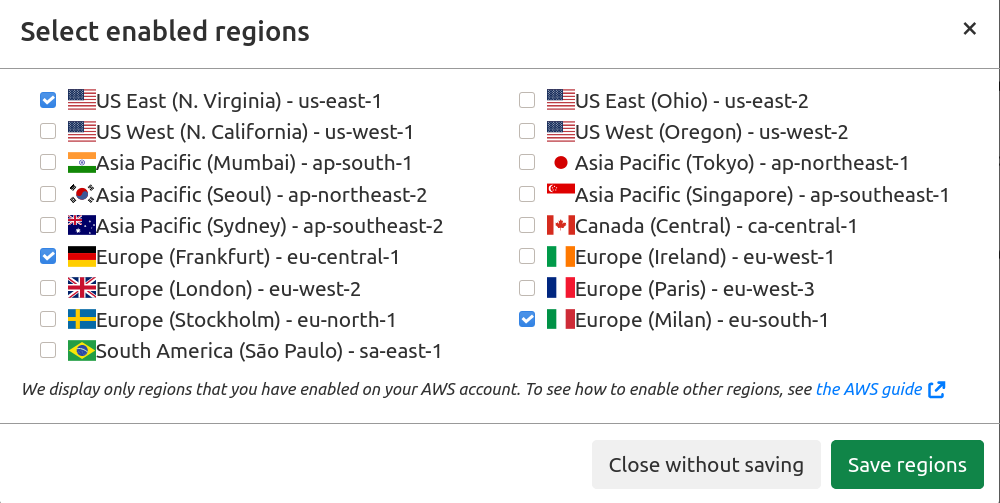 Select enabled regions
×
US East (N. Virginia) - us-east-1
US East (Ohio) - us-east-2
US West (N. California) - us-west-1
US West (Oregon) - us-west-2
Asia Pacific (Mumbai) - ap-south-1
Asia Pacific (Tokyo) - ap-northeast-1
Asia Pacific (Seoul) - ap-northeast-2
Asia Pacific (Singapore) - ap-southeast-1
Asia Pacific (Sydney) - ap-southeast-2
Canada (Central) - ca-central-1
Europe (Frankfurt) - eu-central-1
Europe (Ireland) - eu-west-1
Europe (London) - eu-west-2
Europe (Paris) - eu-west-3
Europe (Stockholm) - eu-north-1
Europe (Milan) - eu-south-1
South America (São Paulo) - sa-east-1
We display only regions that you have enabled on your AWS account. To see how to enable other regions, see the AWS guide
Close without saving
Save regions